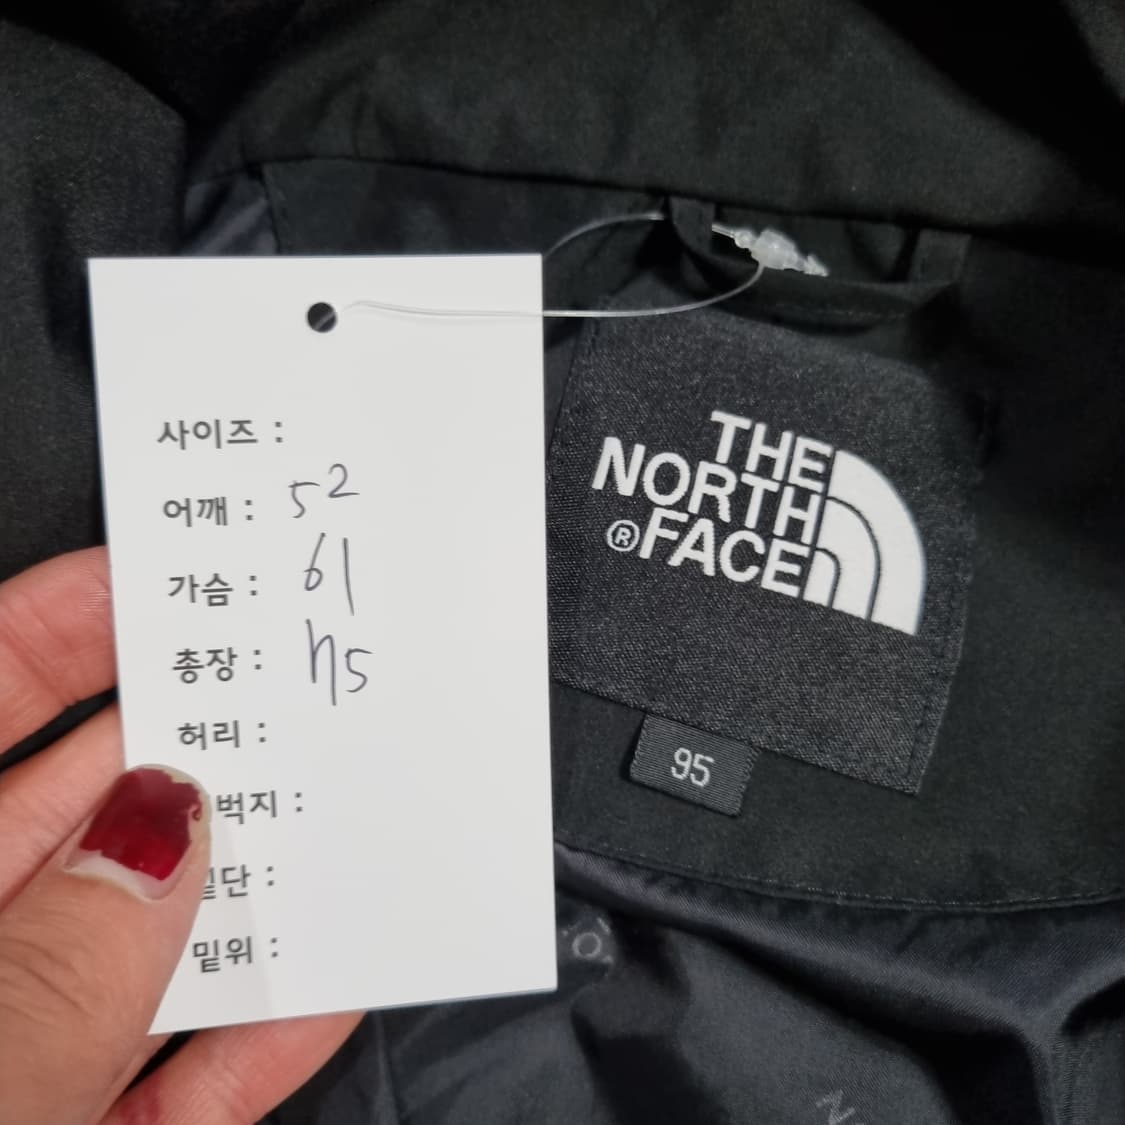 사이즈 :
어깨 : 52
가슴 : 61
총장 : 75
허리 :
벅지 :
단 :
밑위 :
THE
NORTH
®FACE
95